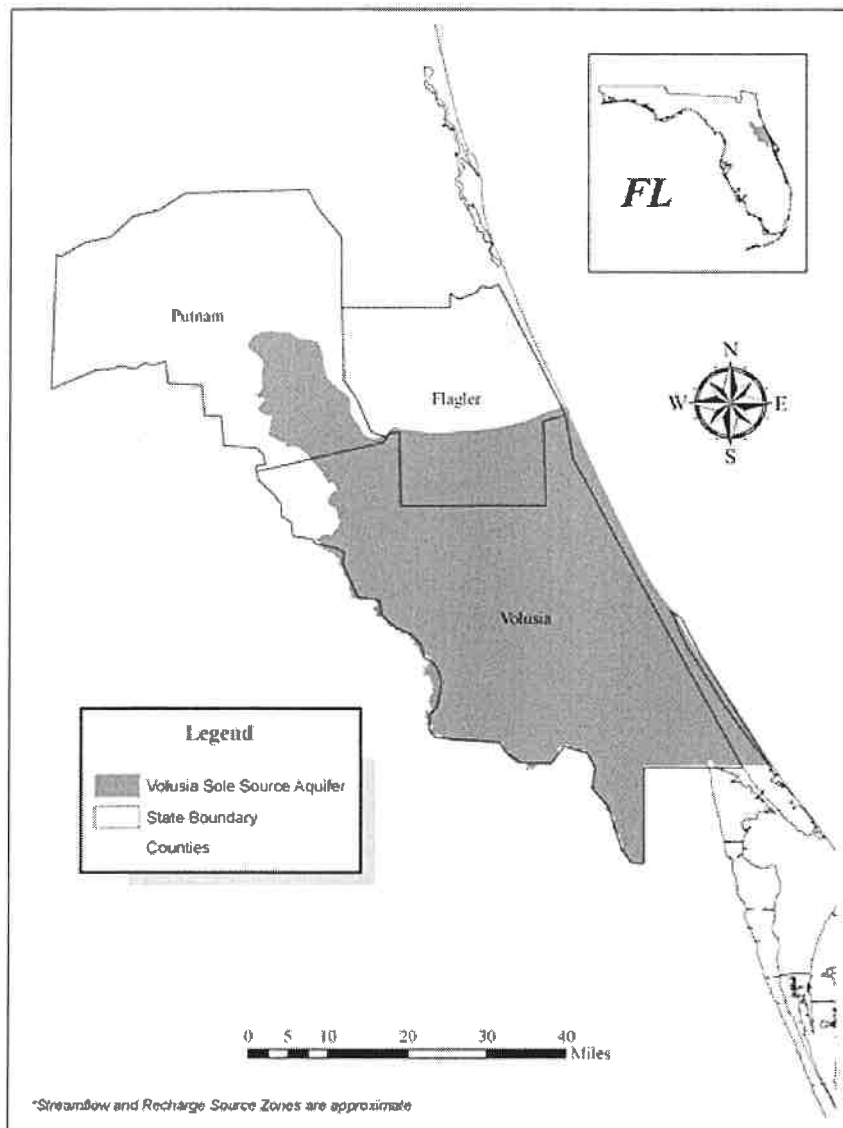 FL
Putnam
Flagler
N
W E
S
Volusia
Legend
Volusia Sole Source Aquifer
State Boundary
Counties
0 5 10 20 30 40
Miles
*Streamflow and Recharge Source Zones are approximate